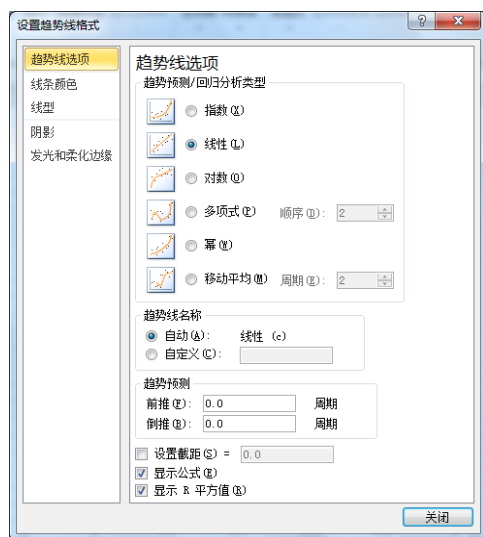 设置趋势线格式
趋势线选项
线条颜色
线型
阴影
发光和柔化边缘
趋势线选项
趋势预测/回归分析类型
指数(X)
线性(L)
对数(O)
多项式(P) 顺序(D): 2
幂(W)
移动平均(M) 周期(E): 2
趋势线名称
自动(A): 线性 (c)
自定义(C):
趋势预测
前推(F): 0.0 周期
倒推(B): 0.0 周期
设置截距(S) = 0.0
显示公式(E)
显示 R 平方值(R)
关闭